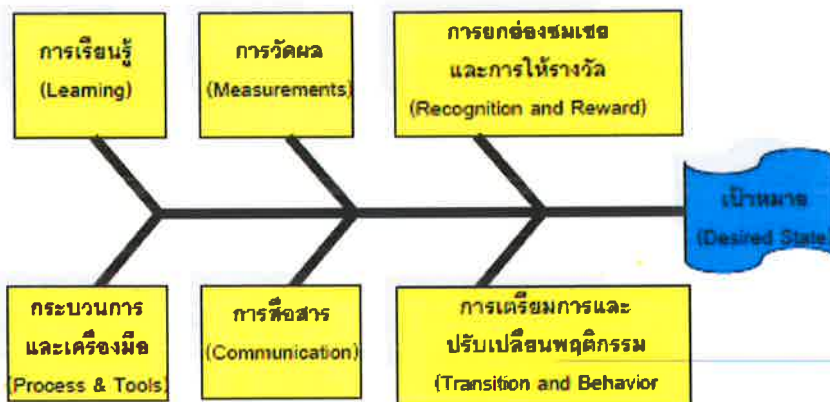 การเรียนรู้
(Learning)
การวัดผล
(Measurements)
การยกย่องชมเชย
และการให้รางวัล
(Recognition and Reward)
เป้าหมาย
(Desired State)
กระบวนการ
และเครื่องมือ
(Process & Tools)
การสื่อสาร
(Communication)
การเตรียมการและ
ปรับเปลี่ยนพฤติกรรม
(Transition and Behavior